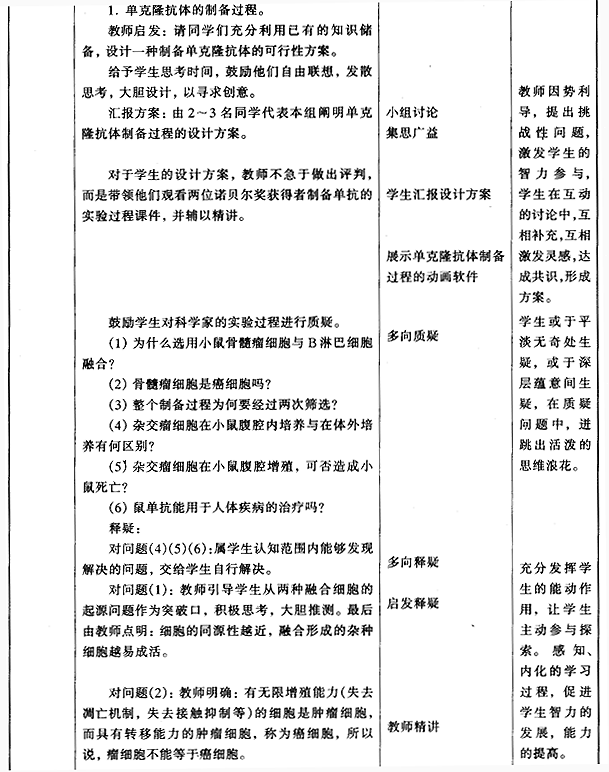 1. 单克隆抗体的制备过程。
教师启发: 请同学们充分利用已有的知识储
备,设计一种制备单克隆抗体的可行性方案。
给予学生思考时间,鼓励他们自由联想,发散
思考,大胆设计,以寻求创意。
汇报方案: 由2～3名同学代表本组阐明单克
隆抗体制备过程的设计方案。
对于学生的设计方案,教师不急于做出评判,
而是带领他们观看两位诺贝尔奖获得者制备单抗的
实验过程课件,并辅以精讲。
鼓励学生对科学家的实验过程进行质疑。
(1) 为什么选用小鼠骨髓瘤细胞与B淋巴细胞
融合?
(2) 骨髓瘤细胞是癌细胞吗?
(3) 整个制备过程为何要经过两次筛选?
(4) 杂交瘤细胞在小鼠腹腔内培养与在体外培
养有何区别?
(5) 杂交瘤细胞在小鼠腹腔增殖,可否造成小
鼠死亡?
(6) 鼠单抗能用于人体疾病的治疗吗?
释疑:
对问题(4)(5)(6):属学生认知范围内能够发现
解决的问题,交给学生自行解决。
对问题(1): 教师引导学生从两种融合细胞的
起源问题作为突破口,积极思考,大胆推测。最后
由教师点明: 细胞的同源性越近,融合形成的杂种
细胞越易成活。
对问题(2): 教师明确: 有无限增殖能力(失去
凋亡机制,失去接触抑制等)的细胞是肿瘤细胞,
而具有转移能力的肿瘤细胞,称为癌细胞,所以
说,瘤细胞不能等于癌细胞。
小组讨论
集思广益
学生汇报设计方案
展示单克隆抗体制备
过程的动画软件
多向质疑
多向释疑
启发释疑
教师精讲
教师因势利
导,提出挑
战性问题,
激发学生的
智力参与,
学生在互动
的讨论中,互
相补充,互相
激发灵感,达
成共识,形成
方案。
学生或于平
淡无奇处生
疑,或于深
层蕴意间生
疑,在质疑
问题中,迸
跳出活泼的
思维浪花。
充分发挥学
生的能动作
用,让学生
主动参与探
索。感知、
内化的学习
过程,促进
学生智力的
发展,能力
的提高。